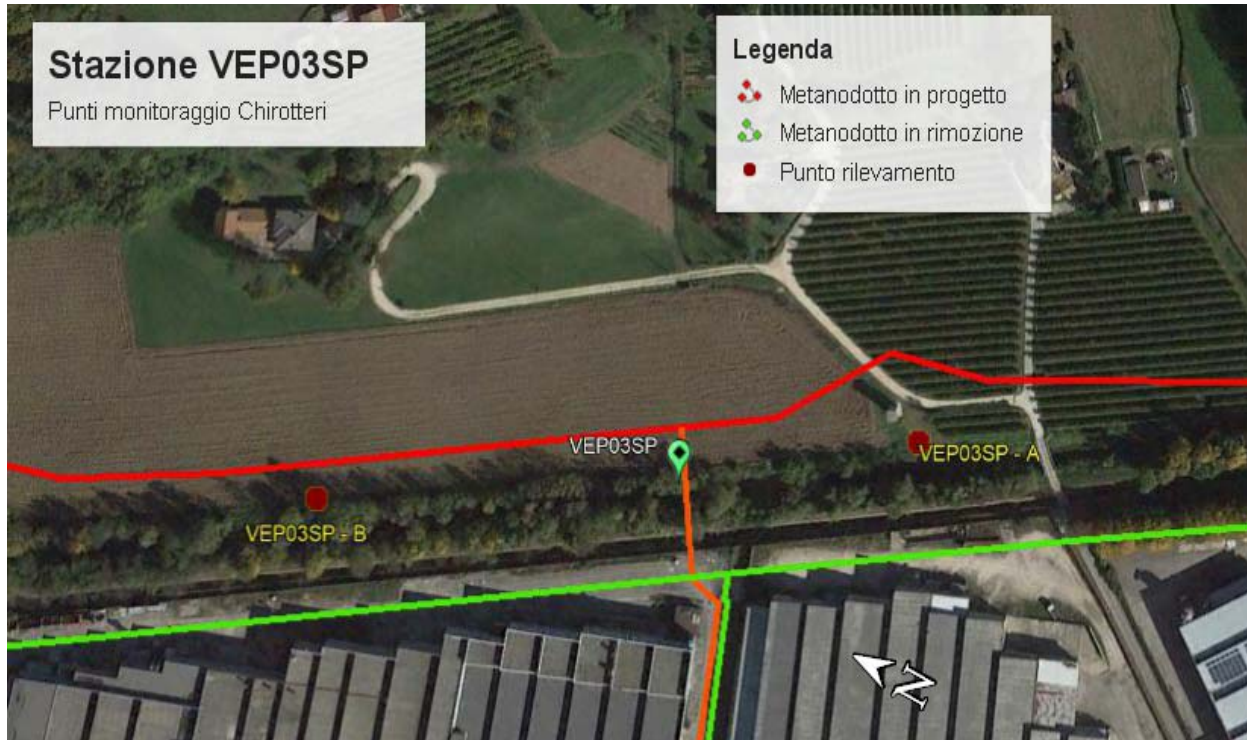 Stazione VEP03SP
Punti monitoraggio Chirotteri
Legenda
Metanodotto in progetto
Metanodotto in rimozione
Punto rilevamento
VEP03SP
VEP03SP - A
VEP03SP - B
N